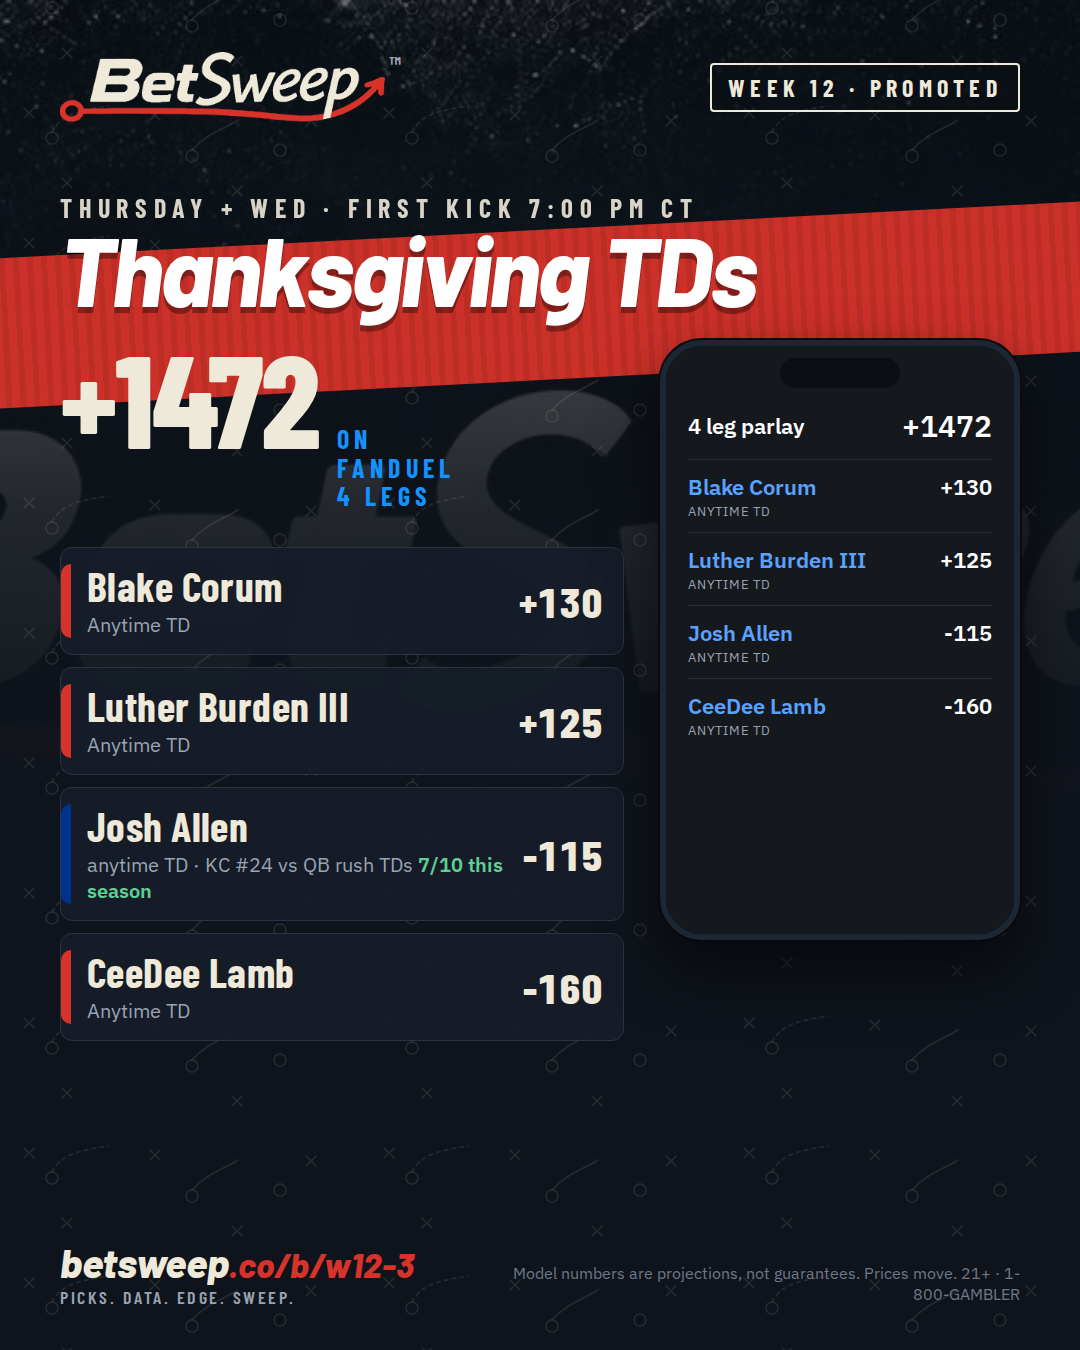 BetSweep™
WEEK 12 · PROMOTED
THURSDAY + WED · FIRST KICK 7:00 PM CT
Thanksgiving TDs
+1472
ON
FANDUEL
4 LEGS
Blake Corum
Anytime TD
+130
Luther Burden III
Anytime TD
+125
Josh Allen
anytime TD · KC #24 vs QB rush TDs 7/10 this
season
-115
CeeDee Lamb
Anytime TD
-160
4 leg parlay +1472
Blake Corum +130
ANYTIME TD
Luther Burden III +125
ANYTIME TD
Josh Allen -115
ANYTIME TD
CeeDee Lamb -160
ANYTIME TD
betsweep.co/b/w12-3
PICKS. DATA. EDGE. SWEEP.
Model numbers are projections, not guarantees. Prices move. 21+ · 1-
800-GAMBLER